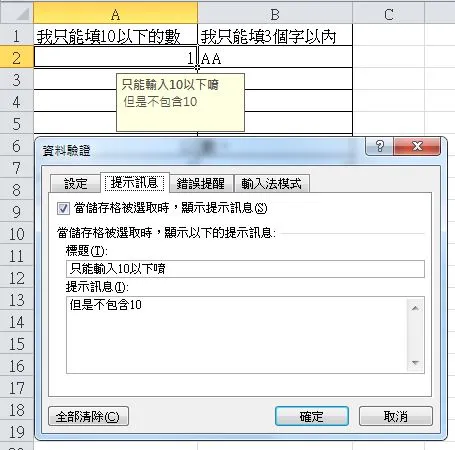 A B C
1 我只能填10以下的數 我只能填3個字以內
2 1 AA
3 只能輸入10以下唷
4 但是不包含10
5
6
資料驗證
7
8 設定 提示訊息 錯誤提醒 輸入法模式
9 當儲存格被選取時，顯示提示訊息(S)
10 當儲存格被選取時，顯示以下的提示訊息:
11 標題(T):
12 只能輸入10以下唷
13 提示訊息(I):
但是不包含10
14
15
16
17
18 全部清除(C) 確定 取消
19